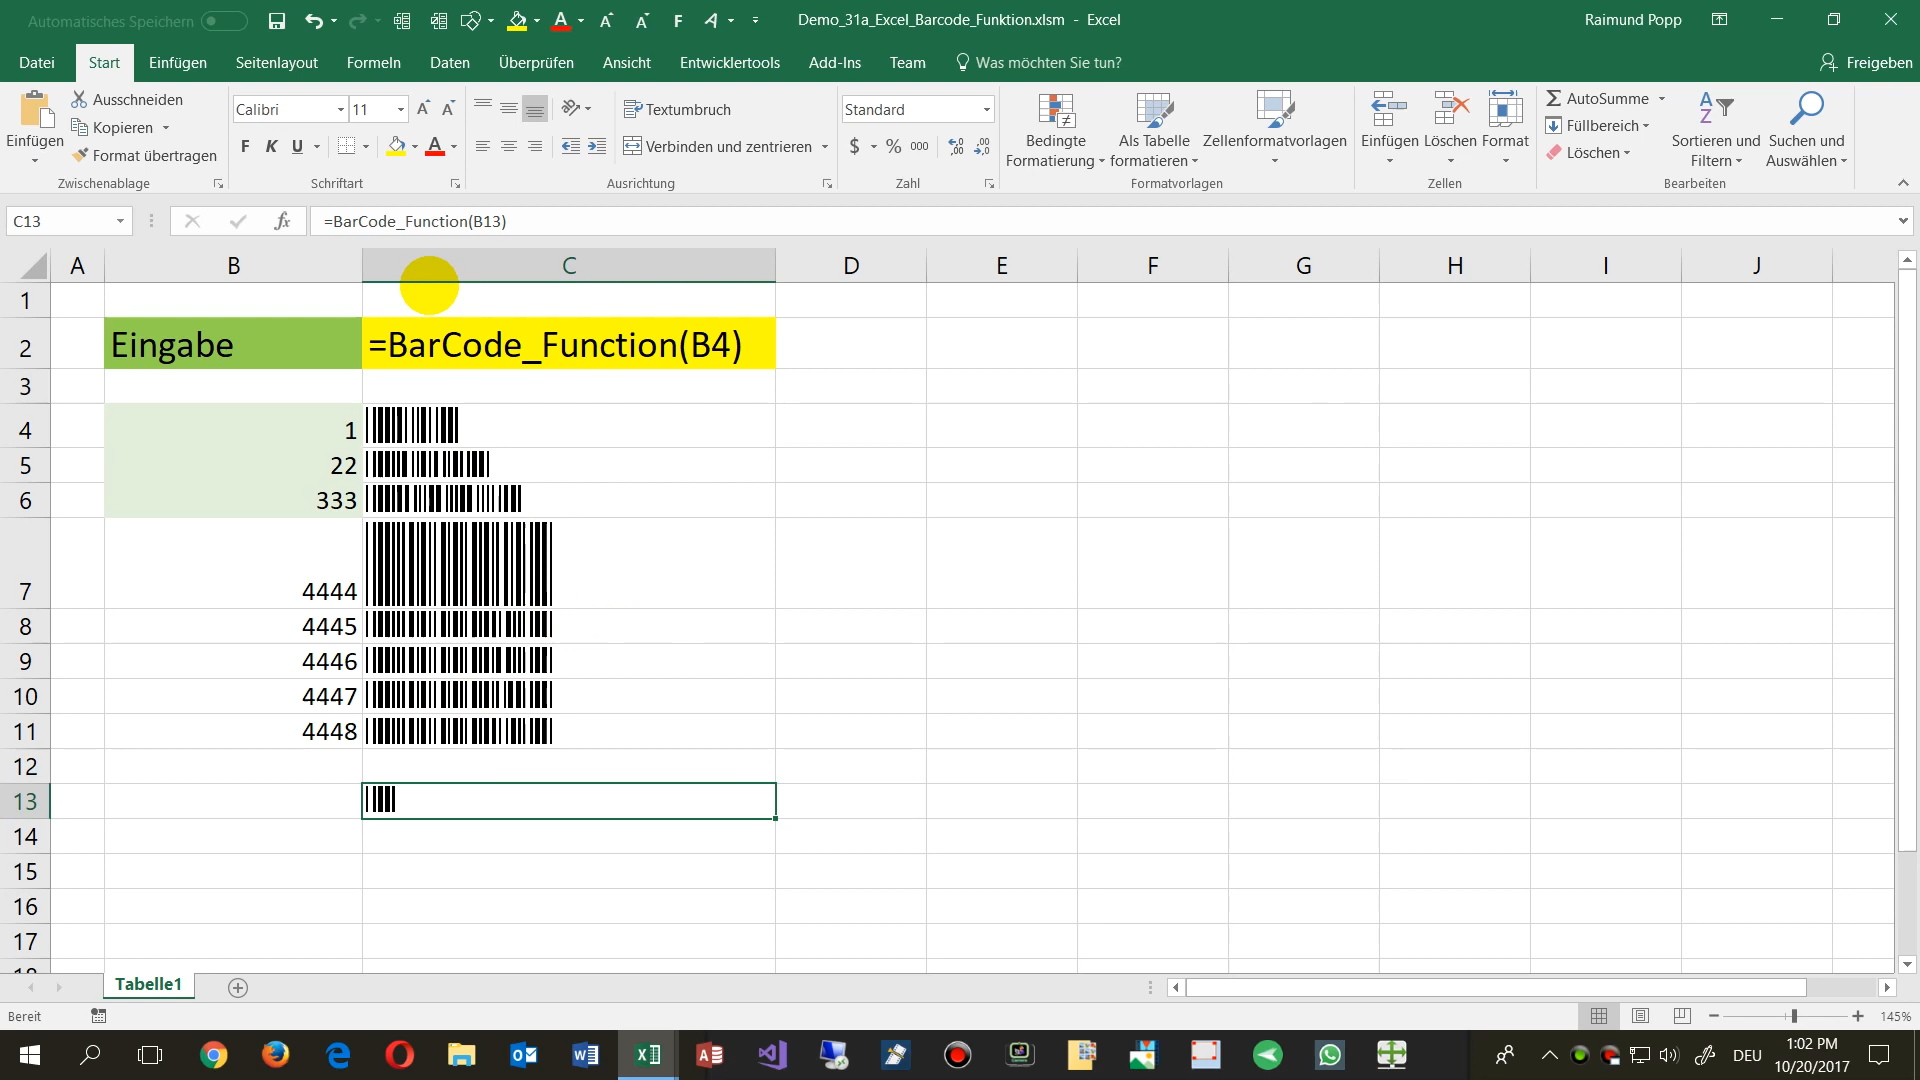 Automatisches Speichern
Demo_31a_Excel_Barcode_Funktion.xlsm - Excel
Raimund Popp
Datei Start Einfügen Seitenlayout Formeln Daten Überprüfen Ansicht Entwicklertools Add-Ins Team Was möchten Sie tun? Freigeben
Einfügen
Ausschneiden
Kopieren
Format übertragen
Zwischenablage
Calibri 11
F K U
Schriftart
Textumbruch
Verbinden und zentrieren
Ausrichtung
Standard
$ % 000
Zahl
Bedingte Formatierung
Als Tabelle formatieren
Zellenformatvorlagen
Formatvorlagen
Einfügen Löschen Format
Zellen
AutoSumme
Füllbereich
Löschen
Sortieren und Filtern
Suchen und Auswählen
Bearbeiten
C13 fx =BarCode_Function(B13)
A B C D E F G H I J
1
2 Eingabe =BarCode_Function(B4)
3
4 1
5 22
6 333
7 4444
8 4445
9 4446
10 4447
11 4448
12
13
14
15
16
17
18
Tabelle1
Bereit
145%
DEU
1:02 PM
10/20/2017